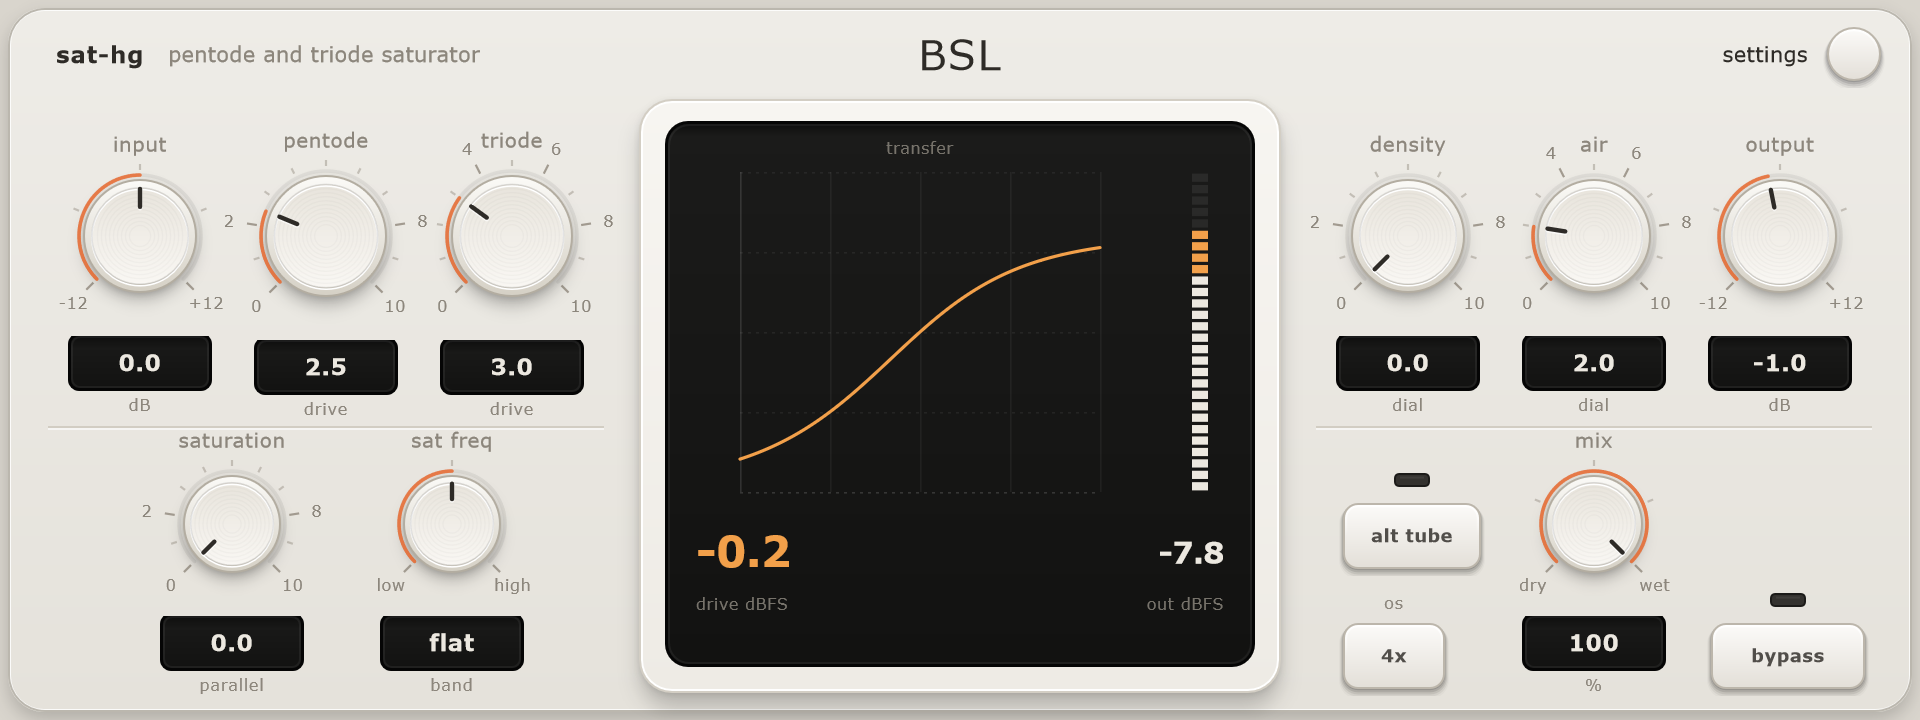 sat-hg pentode and triode saturator
BSL
settings
input
-12 +12
0.0
dB
pentode
2 8
0 10
2.5
drive
triode
4 6
8
0 10
3.0
drive
saturation
2 8
0 10
0.0
parallel
sat freq
low high
flat
band
transfer
-0.2
drive dBFS
-7.8
out dBFS
density
2 8
0 10
0.0
dial
air
4 6
8
0 10
2.0
dial
output
-12 +12
-1.0
dB
alt tube
os
4x
mix
dry wet
100
%
bypass